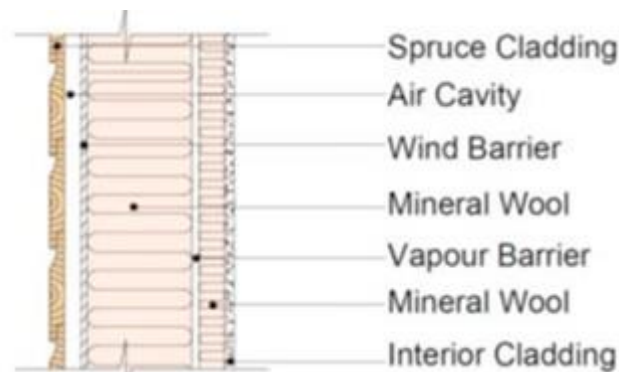 Spruce Cladding
Air Cavity
Wind Barrier
Mineral Wool
Vapour Barrier
Mineral Wool
Interior Cladding